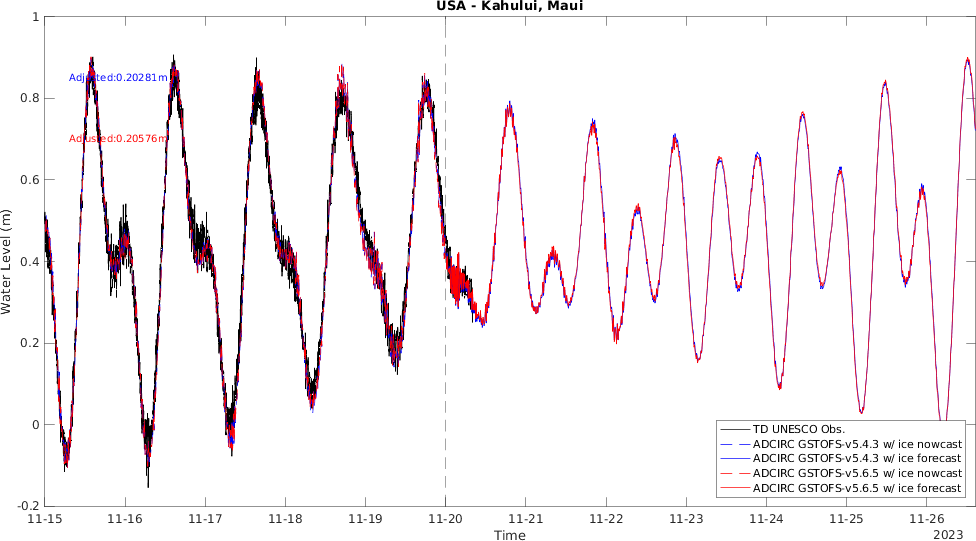 USA - Kahului, Maui
1
0.8
0.6
0.4
0.2
0
-0.2
Water Level (m)
Adjusted:0.20281m
Adjusted:0.20576m
TD UNESCO Obs.
ADCIRC GSTOFS-v5.4.3 w/ ice nowcast
ADCIRC GSTOFS-v5.4.3 w/ ice forecast
ADCIRC GSTOFS-v5.6.5 w/ ice nowcast
ADCIRC GSTOFS-v5.6.5 w/ ice forecast
11-15 11-16 11-17 11-18 11-19 11-20 11-21 11-22 11-23 11-24 11-25 11-26
Time
2023